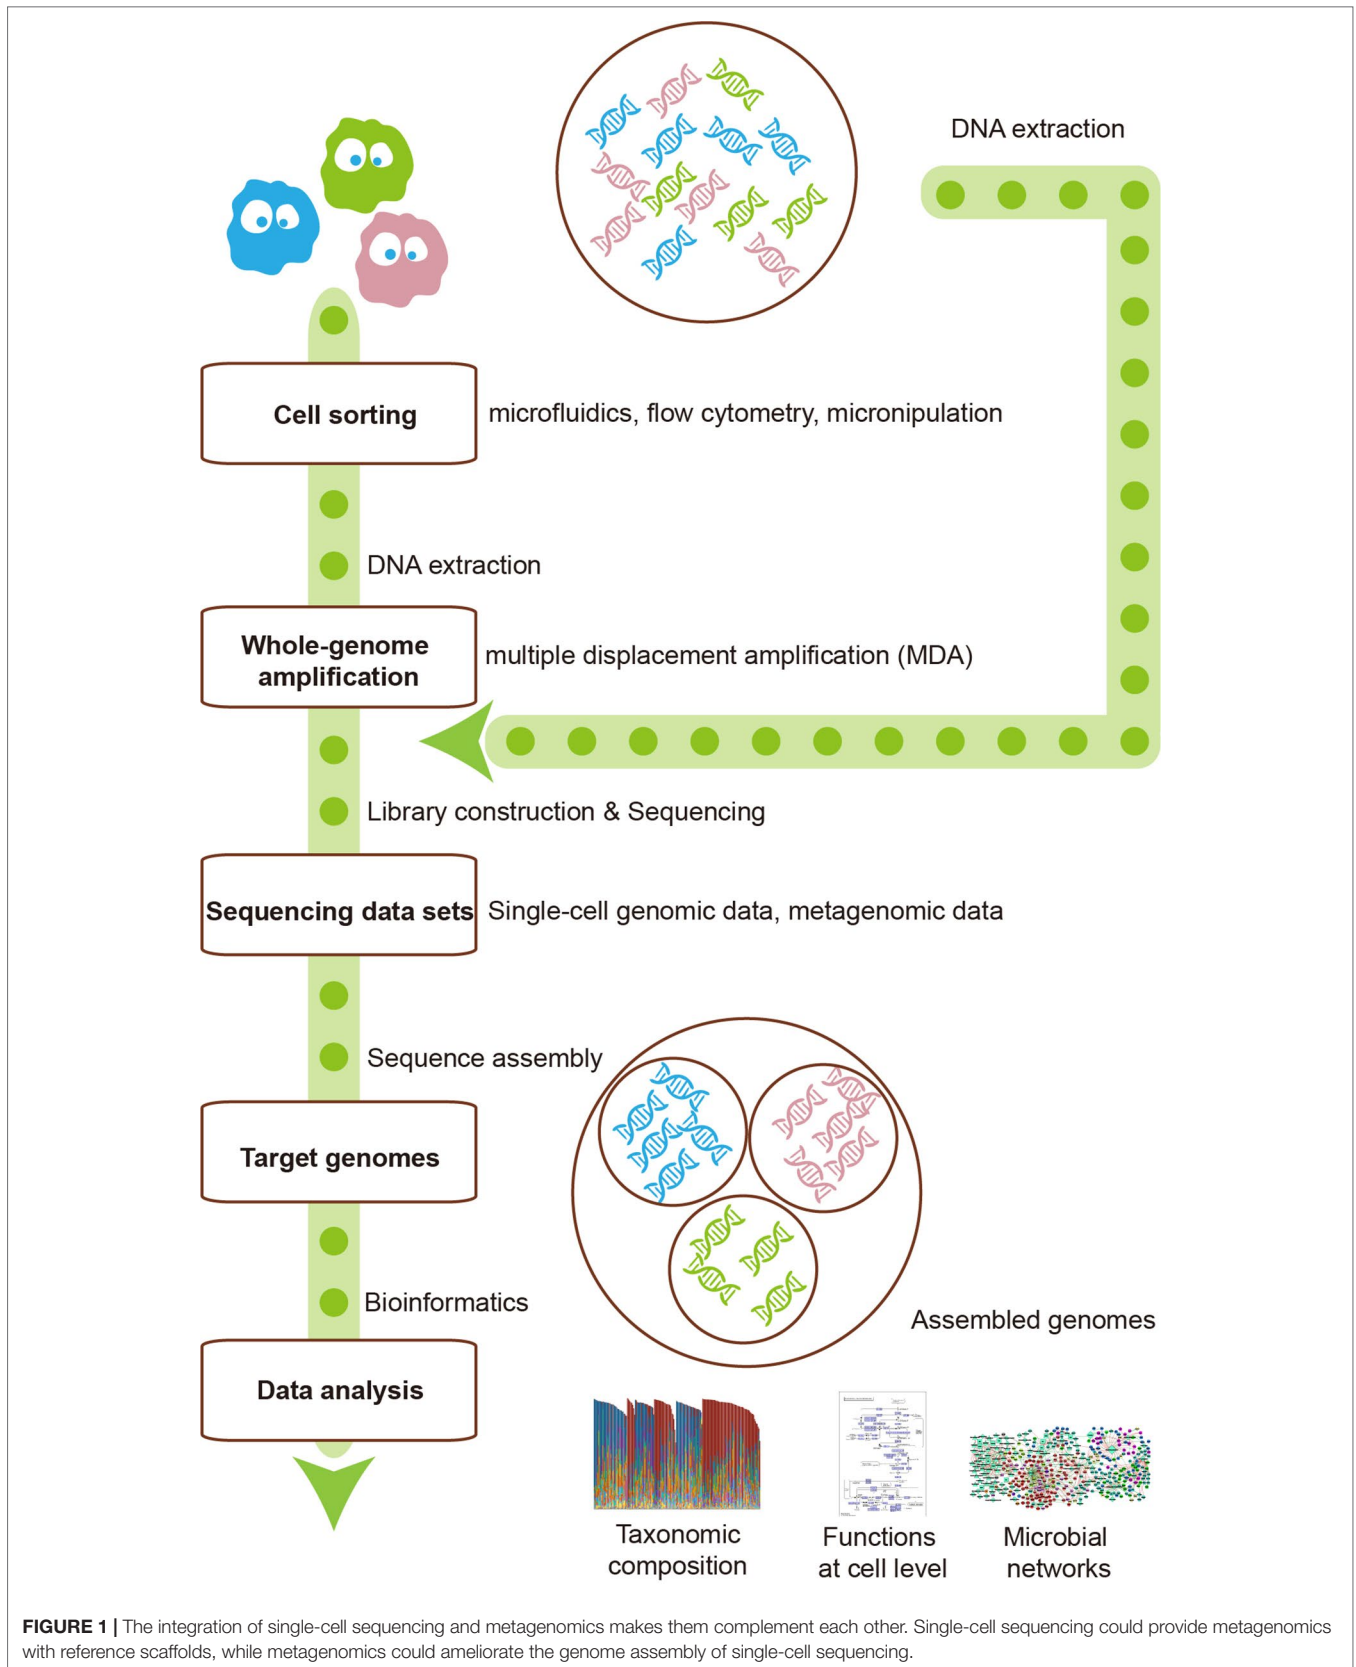 DNA extraction
Cell sorting
microfluidics, flow cytometry, micronipulation
DNA extraction
Whole-genome
amplification
multiple displacement amplification (MDA)
Library construction & Sequencing
Sequencing data sets
Single-cell genomic data, metagenomic data
Sequence assembly
Target genomes
Bioinformatics
Assembled genomes
Data analysis
Taxonomic
composition
Functions
at cell level
Microbial
networks
FIGURE 1 | The integration of single-cell sequencing and metagenomics makes them complement each other. Single-cell sequencing could provide metagenomics
with reference scaffolds, while metagenomics could ameliorate the genome assembly of single-cell sequencing.